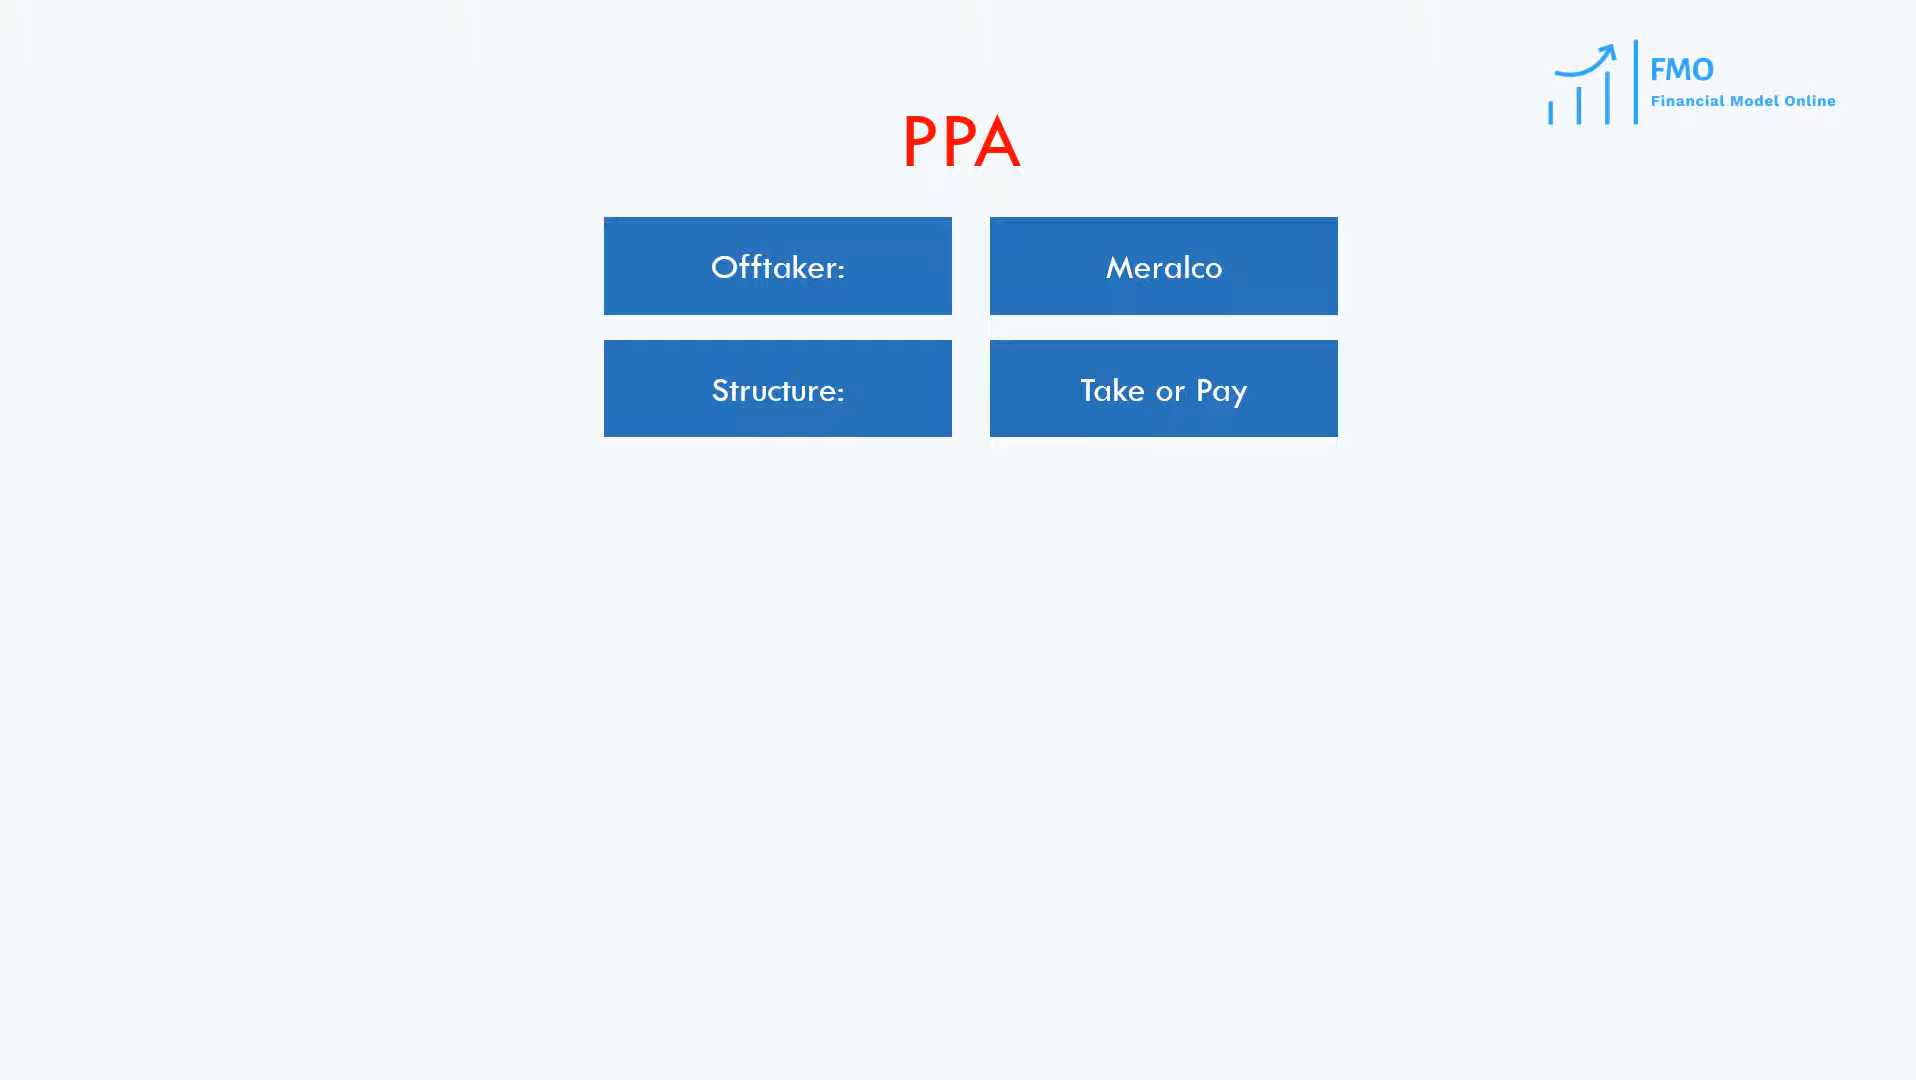 FMO
Financial Model Online
PPA
Offtaker:
Meralco
Structure:
Take or Pay